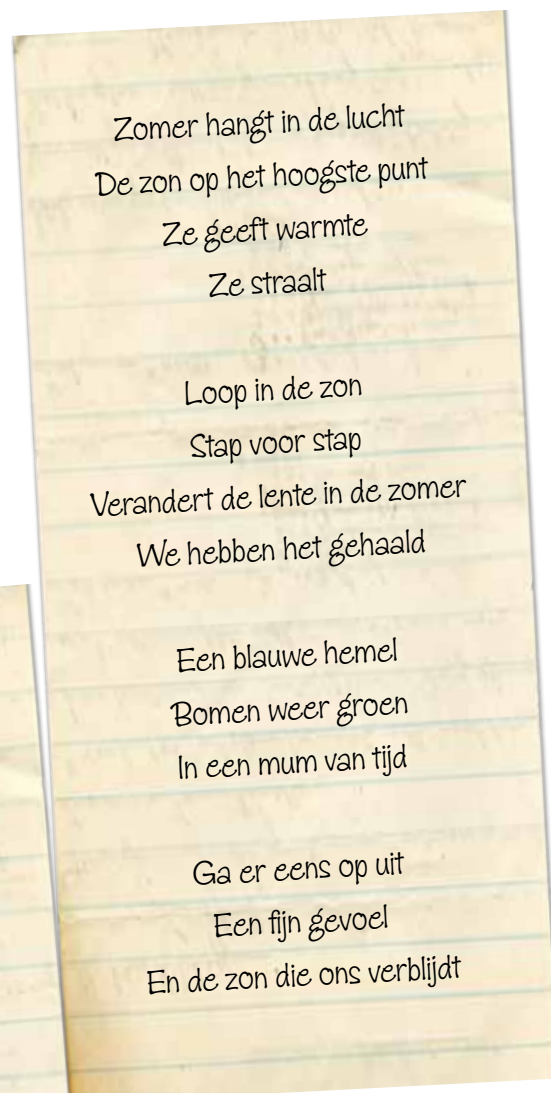 Zomer hangt in de lucht
De zon op het hoogste punt
Ze geeft warmte
Ze straalt

Loop in de zon
Stap voor stap
Verandert de lente in de zomer
We hebben het gehaald

Een blauwe hemel
Bomen weer groen
In een mum van tijd

Ga er eens op uit
Een fijn gevoel
En de zon die ons verblijdt